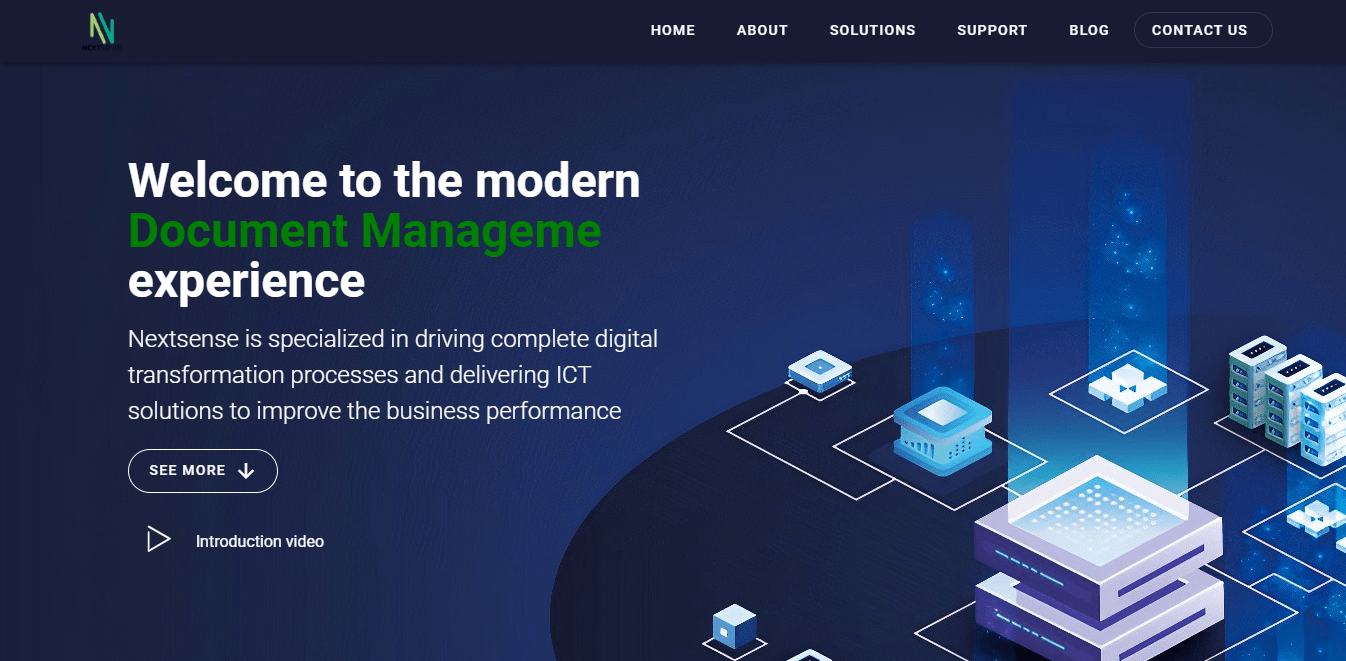 NEXTSENSE
HOME
ABOUT
SOLUTIONS
SUPPORT
BLOG
CONTACT US
Welcome to the modern
Document Manageme
experience
Nextsense is specialized in driving complete digital
transformation processes and delivering ICT
solutions to improve the business performance
SEE MORE
Introduction video